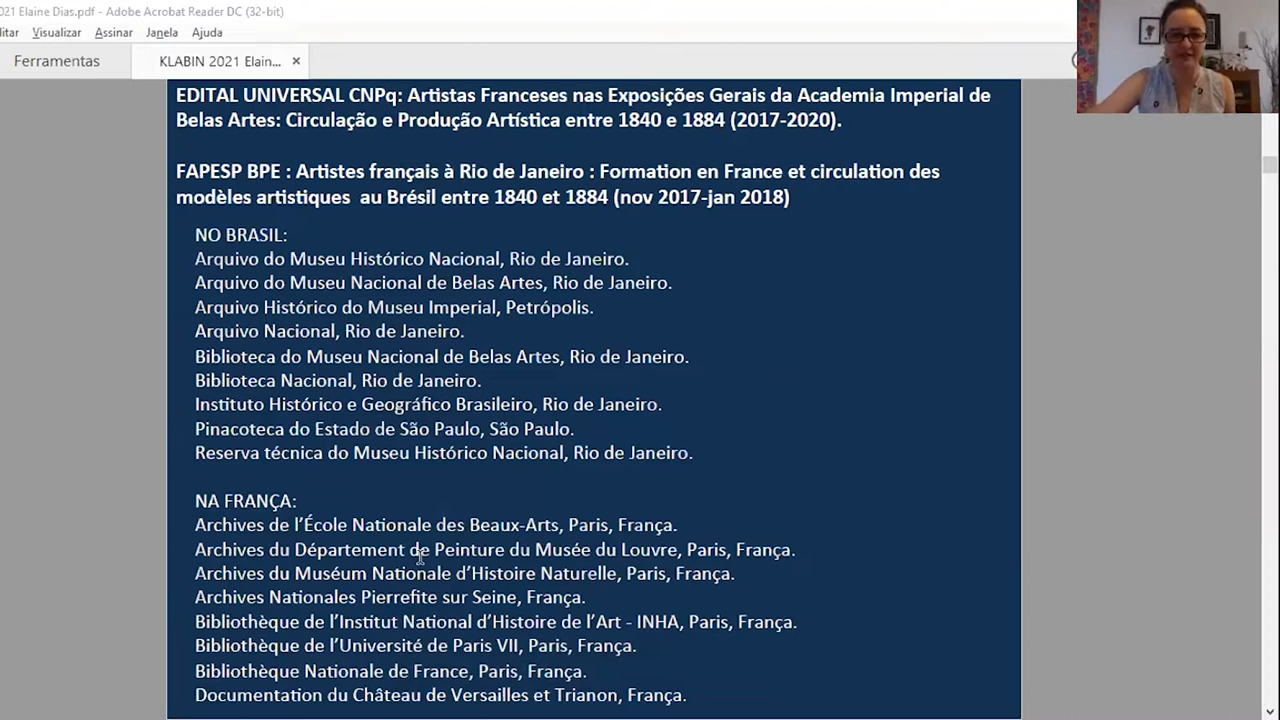 021 Elaine Dias.pdf - Adobe Acrobat Reader DC (32-bit)
Visualizar Assinar Janela Ajuda
Ferramentas KLABIN 2021 Elain... ×
EDITAL UNIVERSAL CNPq: Artistas Franceses nas Exposições Gerais da Academia Imperial de
Belas Artes: Circulação e Produção Artística entre 1840 e 1884 (2017-2020).
FAPESP BPE : Artistes français à Rio de Janeiro : Formation en France et circulation des
modèles artistiques au Brésil entre 1840 et 1884 (nov 2017-jan 2018)
NO BRASIL:
Arquivo do Museu Histórico Nacional, Rio de Janeiro.
Arquivo do Museu Nacional de Belas Artes, Rio de Janeiro.
Arquivo Histórico do Museu Imperial, Petrópolis.
Arquivo Nacional, Rio de Janeiro.
Biblioteca do Museu Nacional de Belas Artes, Rio de Janeiro.
Biblioteca Nacional, Rio de Janeiro.
Instituto Histórico e Geográfico Brasileiro, Rio de Janeiro.
Pinacoteca do Estado de São Paulo, São Paulo.
Reserva técnica do Museu Histórico Nacional, Rio de Janeiro.
NA FRANÇA:
Archives de l’École Nationale des Beaux-Arts, Paris, França.
Archives du Département de Peinture du Musée du Louvre, Paris, França.
Archives du Muséum Nationale d’Histoire Naturelle, Paris, França.
Archives Nationales Pierrefite sur Seine, França.
Bibliothèque de l’Institut National d’Histoire de l’Art - INHA, Paris, França.
Bibliothèque de l’Université de Paris VII, Paris, França.
Bibliothèque Nationale de France, Paris, França.
Documentation du Château de Versailles et Trianon, França.